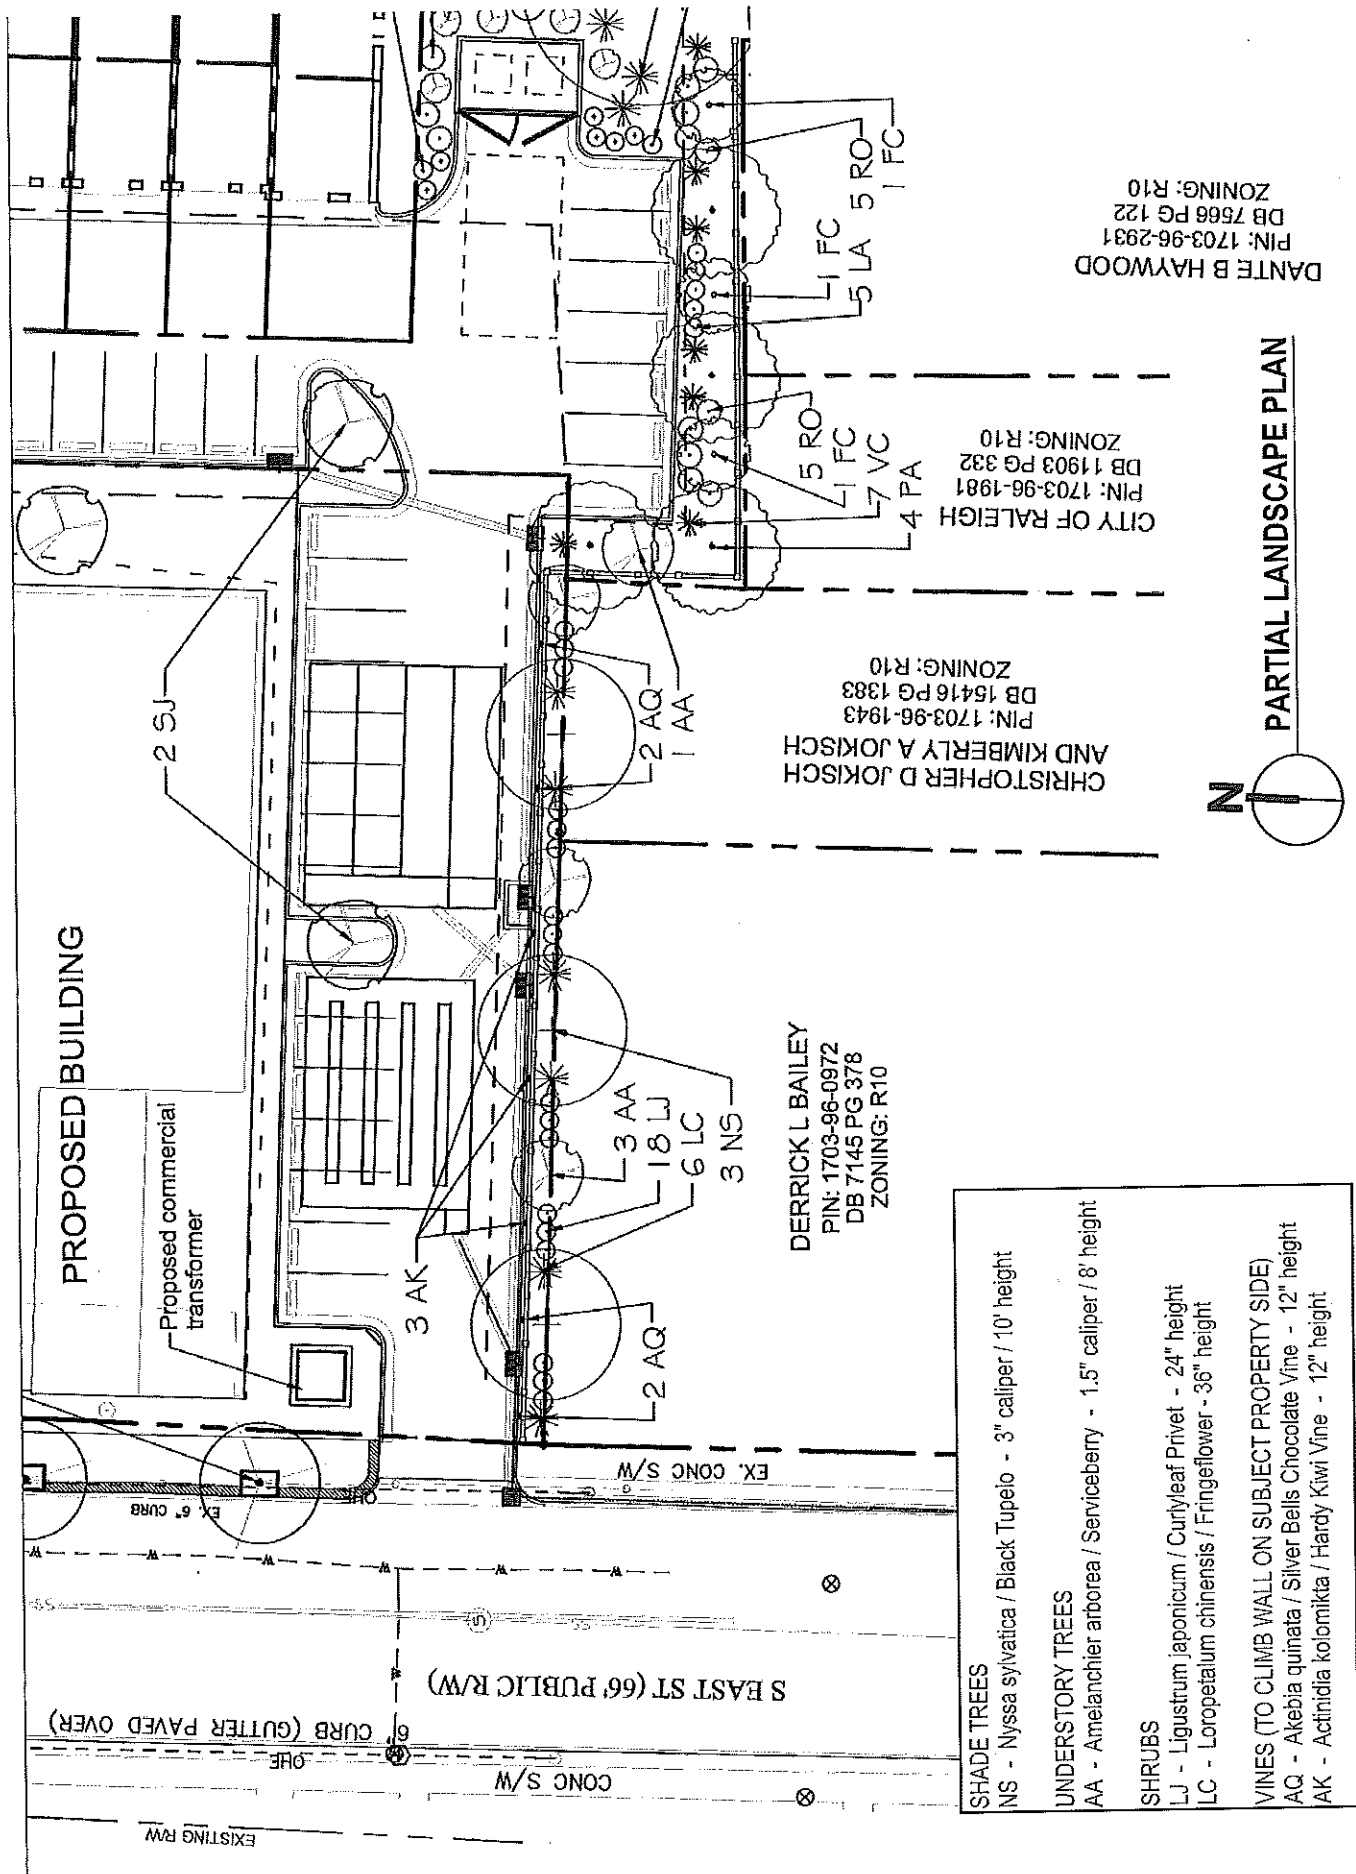 PROPOSED BUILDING
Proposed commercial
transformer
2 SJ
3 AK
2 AQ
3 AA
18 LJ
6 LC
3 NS
2 AQ
1 AA
5 RO
1 FC
7 VC
4 PA
1 FC
5 LA
5 RO
1 FC
DERRICK L BAILEY
PIN: 1703-96-0972
DB 7145 PG 378
ZONING: R10
CHRISTOPHER D JOKISCH
AND KIMBERLY A JOKISCH
PIN: 1703-96-1943
DB 15416 PG 1383
ZONING: R10
CITY OF RALEIGH
PIN: 1703-96-1981
DB 11903 PG 332
ZONING: R10
DANTE B HAYWOOD
PIN: 1703-96-2931
DB 7566 PG 122
ZONING: R10
EX. 6" CURB
OHE
EX. CONC S/W
W
W
W
W
W
W
SS
S
SS
S EAST ST (66' PUBLIC R/W)
6" CURB (GUTTER PAVED OVER)
OHE
CONC S/W
EXISTING R/W
N
PARTIAL LANDSCAPE PLAN
SHADE TREES
NS - Nyssa sylvatica / Black Tupelo - 3" caliper / 10' height
UNDERSTORY TREES
AA - Amelanchier arborea / Serviceberry - 1.5" caliper / 8' height
SHRUBS
LJ - Ligustrum japonicum / Curlyleaf Privet - 24" height
LC - Loropetalum chinensis / Fringeflower - 36" height
VINES (TO CLIMB WALL ON SUBJECT PROPERTY SIDE)
AQ - Akebia quinata / Silver Bells Chocolate Vine - 12" height
AK - Actinidia kolomikta / Hardy Kiwi Vine - 12" height